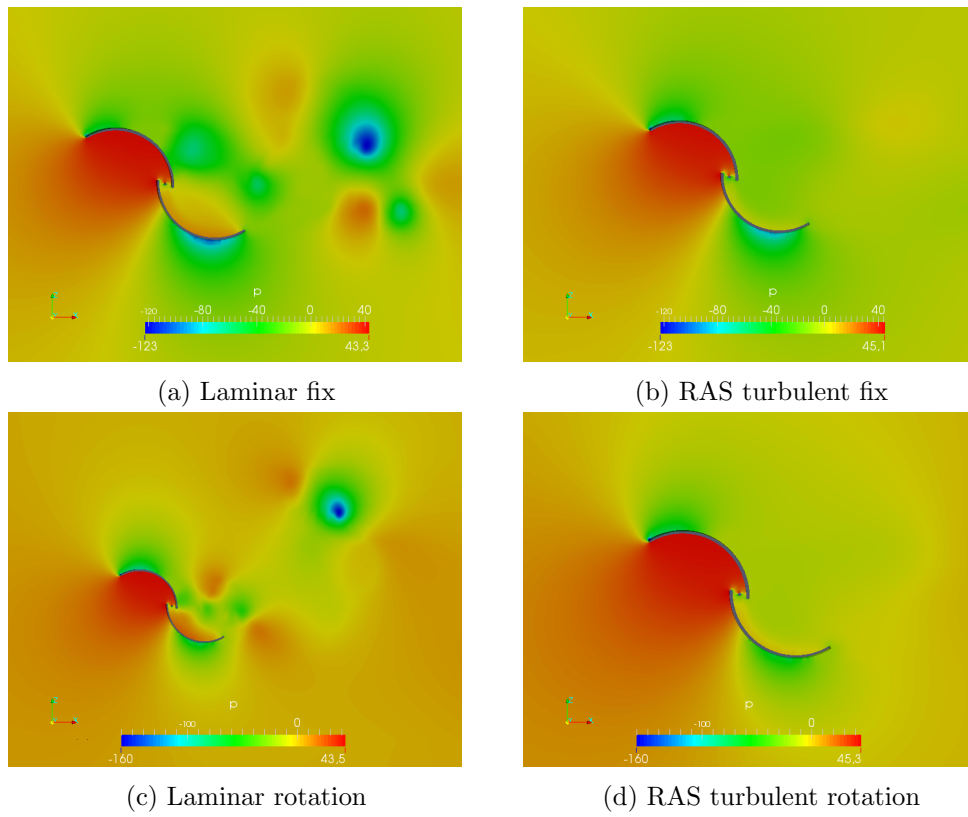 p
-120 -80 -40 0 40
-123 43,3
p
-120 -80 -40 0 40
-123 45,1
(a) Laminar fix
(b) RAS turbulent fix
p
-100 0
-160 43,5
p
-100 0
-160 45,3
(c) Laminar rotation
(d) RAS turbulent rotation